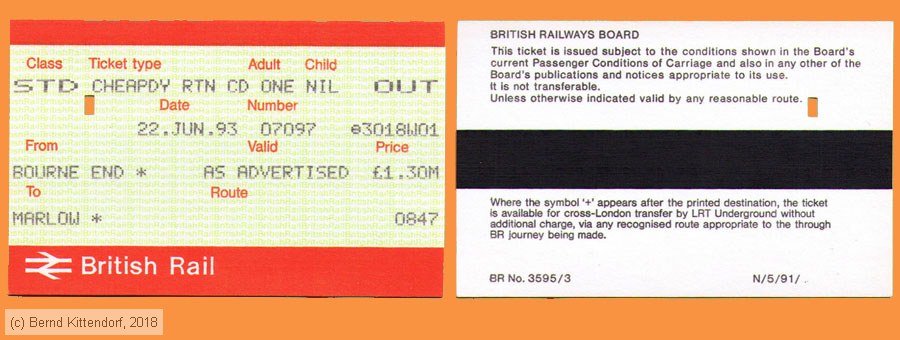 Class Ticket type Adult Child
STD CHEAPDY RTN CD ONE NIL OUT
Date Number
22.JUN.93 07097 e3018W01
From Valid Price
BOURNE END * AS ADVERTISED £1.30M
To Route
MARLOW * 0847
British Rail
BRITISH RAILWAYS BOARD
This ticket is issued subject to the conditions shown in the Board's
current Passenger Conditions of Carriage and also in any other of the
Board's publications and notices appropriate to its use.
It is not transferable.
Unless otherwise indicated valid by any reasonable route.
Where the symbol '+' appears after the printed destination, the ticket
is available for cross-London transfer by LRT Underground without
additional charge, via any recognised route appropriate to the through
BR journey being made.
BR No. 3595/3 N/5/91/
(c) Bernd Kittendorf, 2018